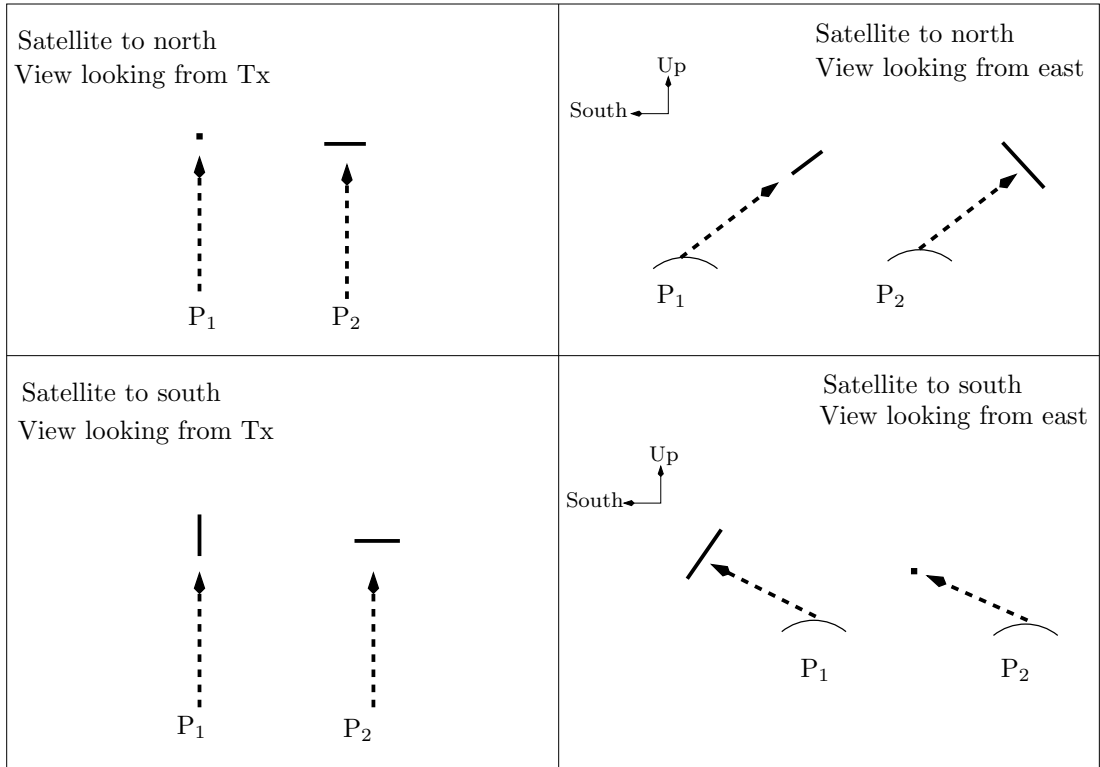 Satellite to north
View looking from Tx
P1
P2
Satellite to north
View looking from east
Up
South
P1
P2
Satellite to south
View looking from Tx
P1
P2
Satellite to south
View looking from east
Up
South
P1
P2